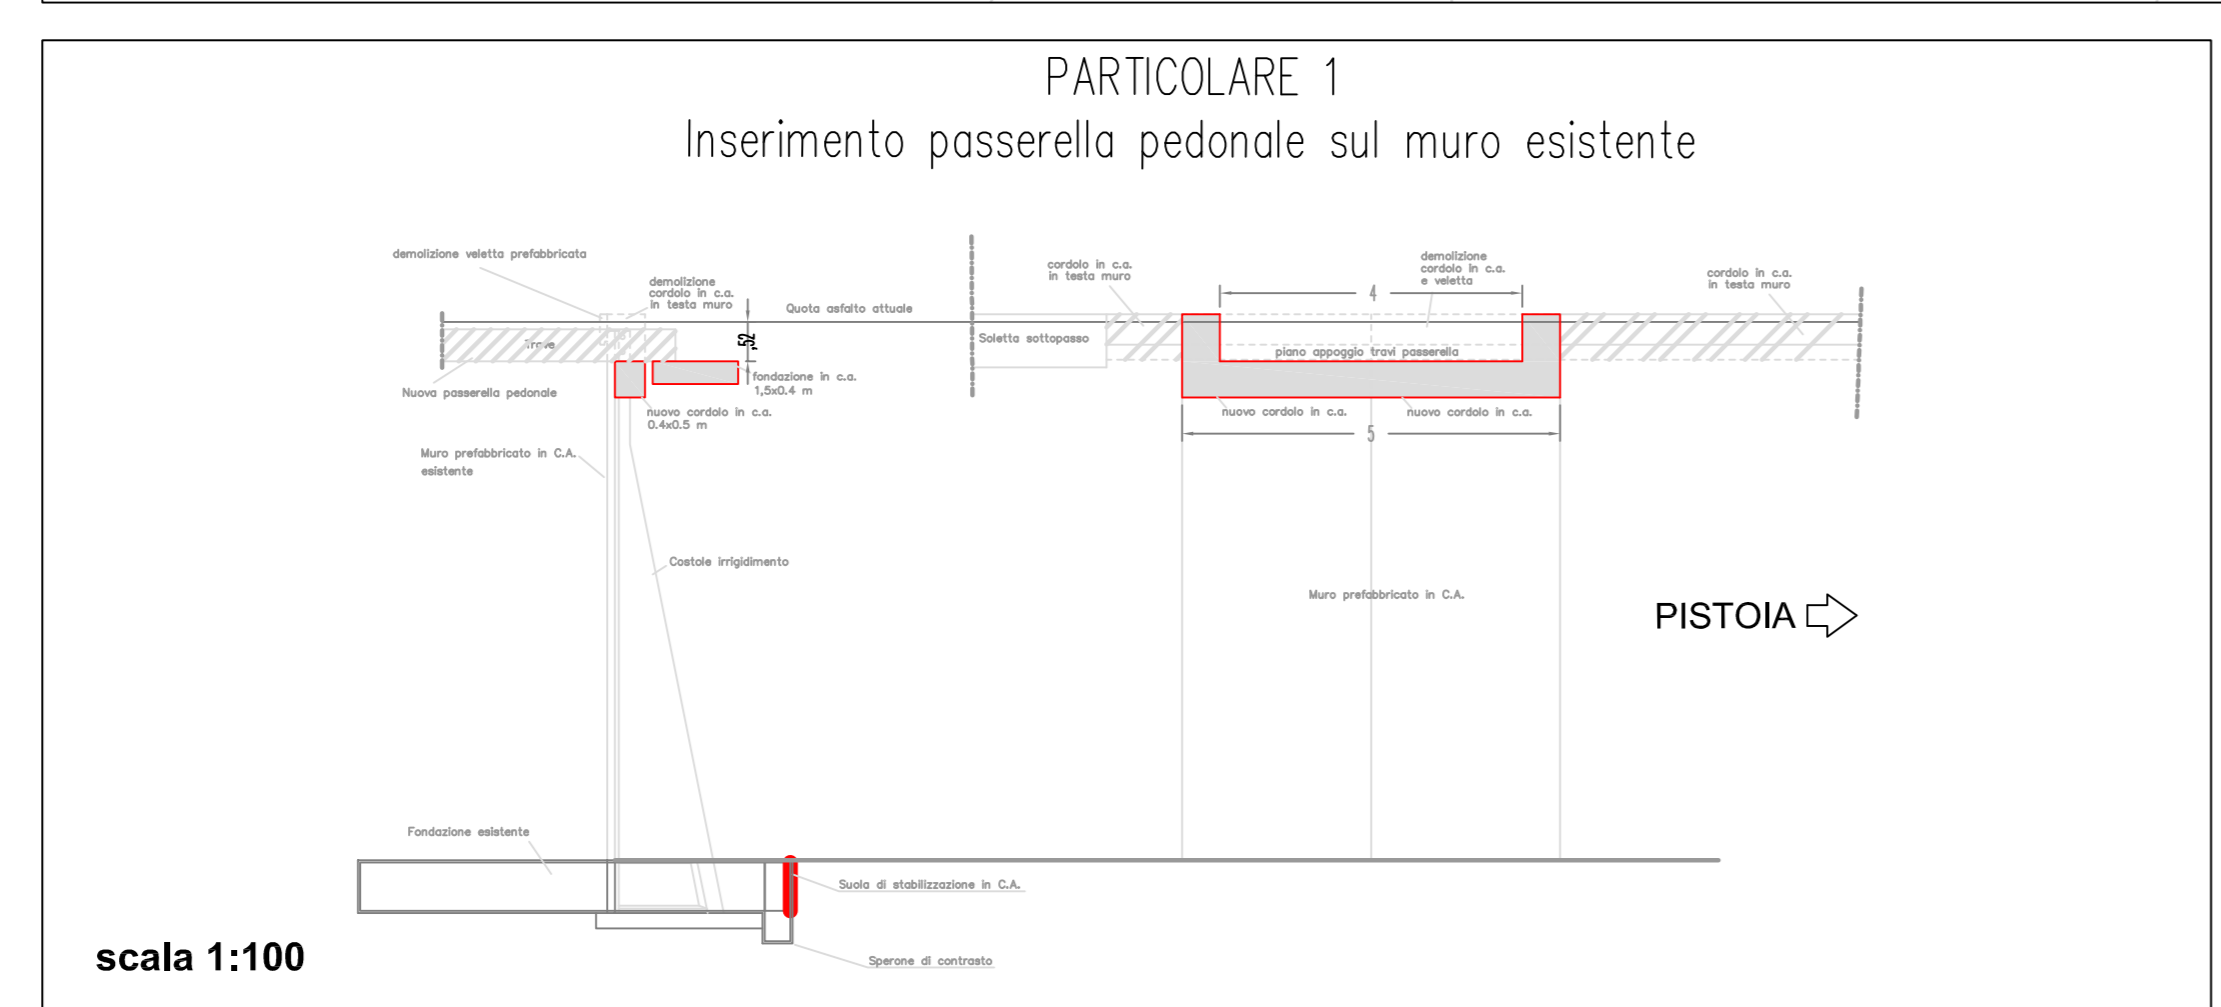 PARTICOLARE 1
Inserimento passerella pedonale sul muro esistente
demolizione veletta prefabbricata
demolizione
cordolo in c.a.
in testa muro
Quota asfalto attuale
,52
Trave
Nuova passerella pedonale
fondazione in c.a.
1,5x0.4 m
nuovo cordolo in c.a.
0.4x0.5 m
Muro prefabbricato in C.A.
esistente
Costole irrigidimento
Fondazione esistente
Suola di stabilizzazione in C.A.
Sperone di contrasto
Soletta sottopasso
cordolo in c.a.
in testa muro
demolizione
cordolo in c.a.
e veletta
cordolo in c.a.
in testa muro
4
piano appoggio travi passerella
nuovo cordolo in c.a.
nuovo cordolo in c.a.
5
Muro prefabbricato in C.A.
PISTOIA
scala 1:100